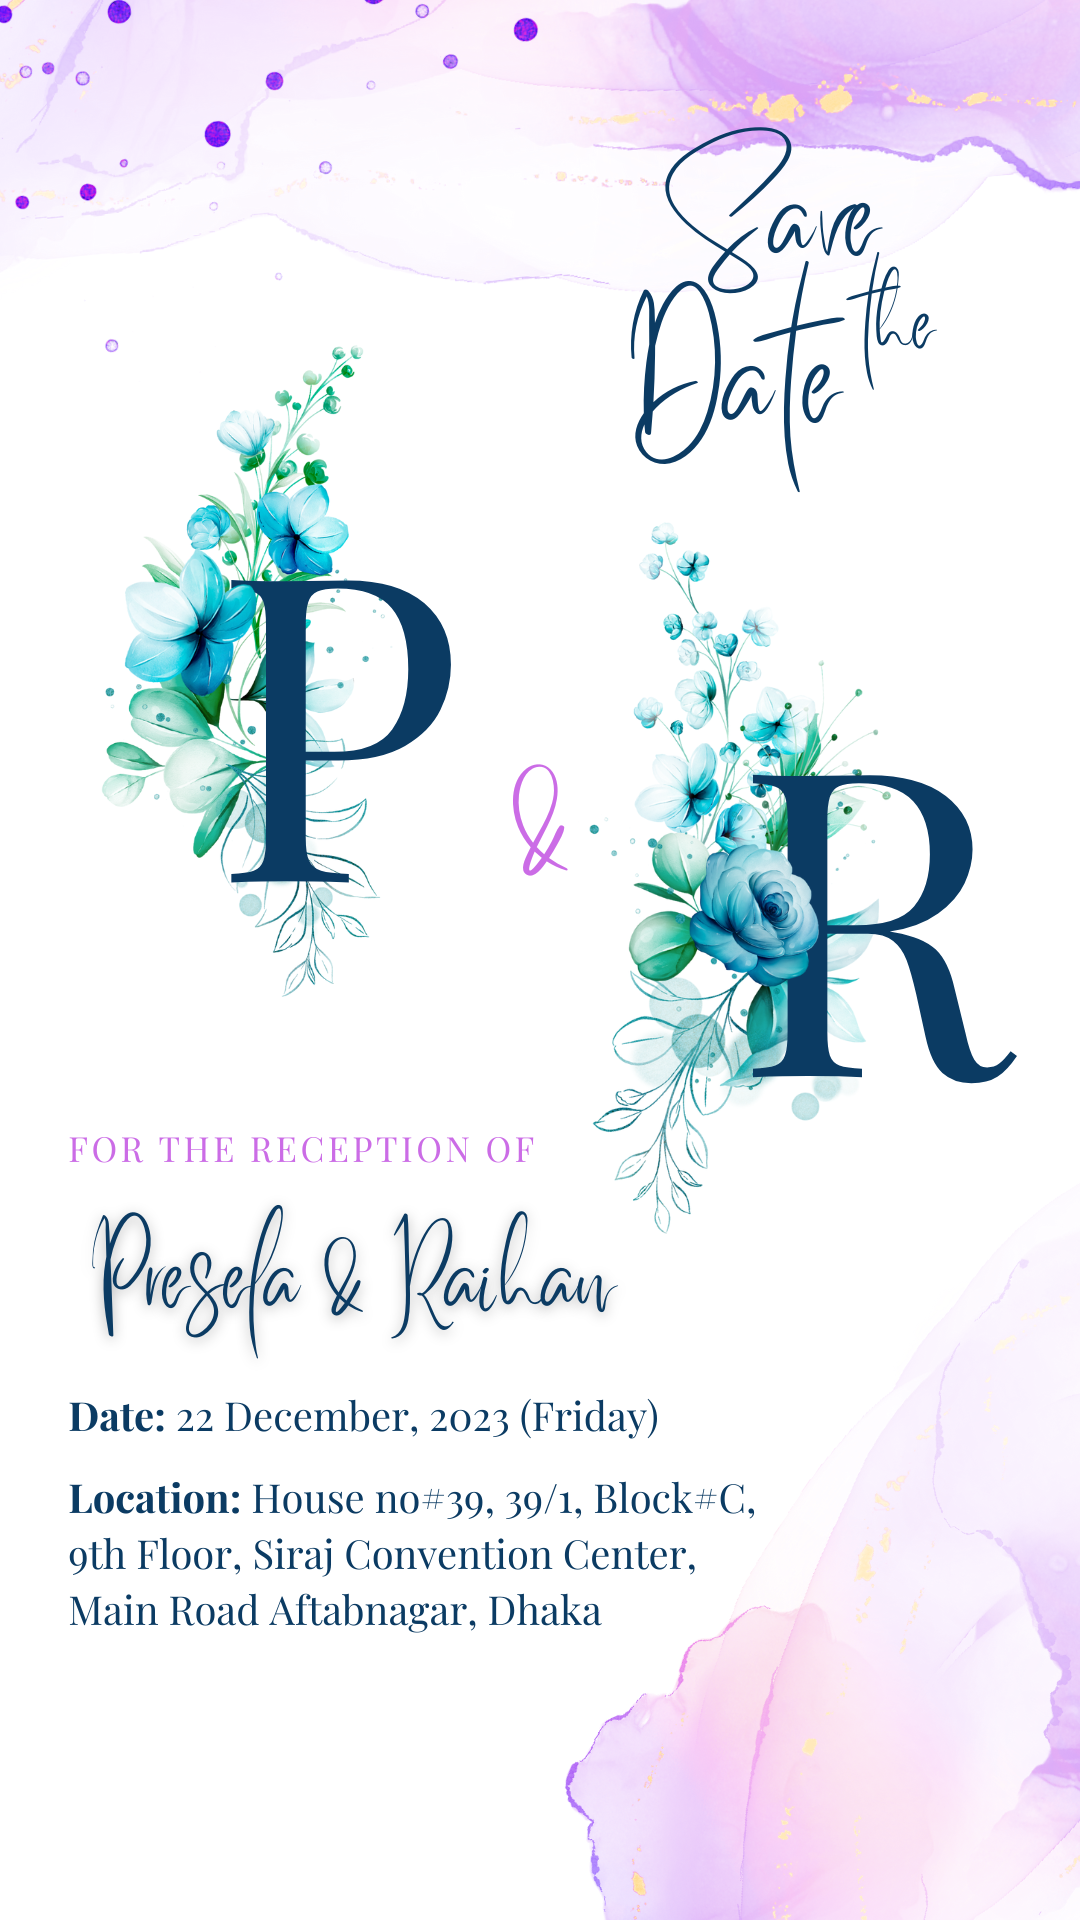 Save
the
Date
P
&
R
FOR THE RECEPTION OF
Presela & Raihan
Date: 22 December, 2023 (Friday)
Location: House no#39, 39/1, Block#C,
9th Floor, Siraj Convention Center,
Main Road Aftabnagar, Dhaka